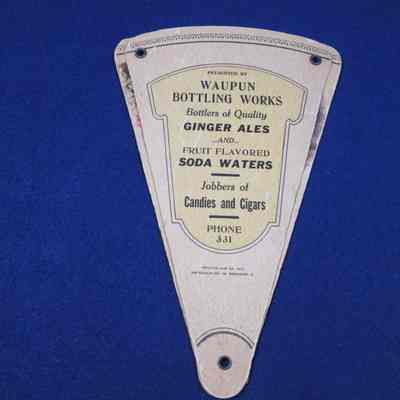 PRESENTED BY
WAUPUN
BOTTLING WORKS
Bottlers of Quality
GINGER ALES
...AND...
FRUIT FLAVORED
SODA WATERS
Jobbers of
Candies and Cigars
PHONE
331